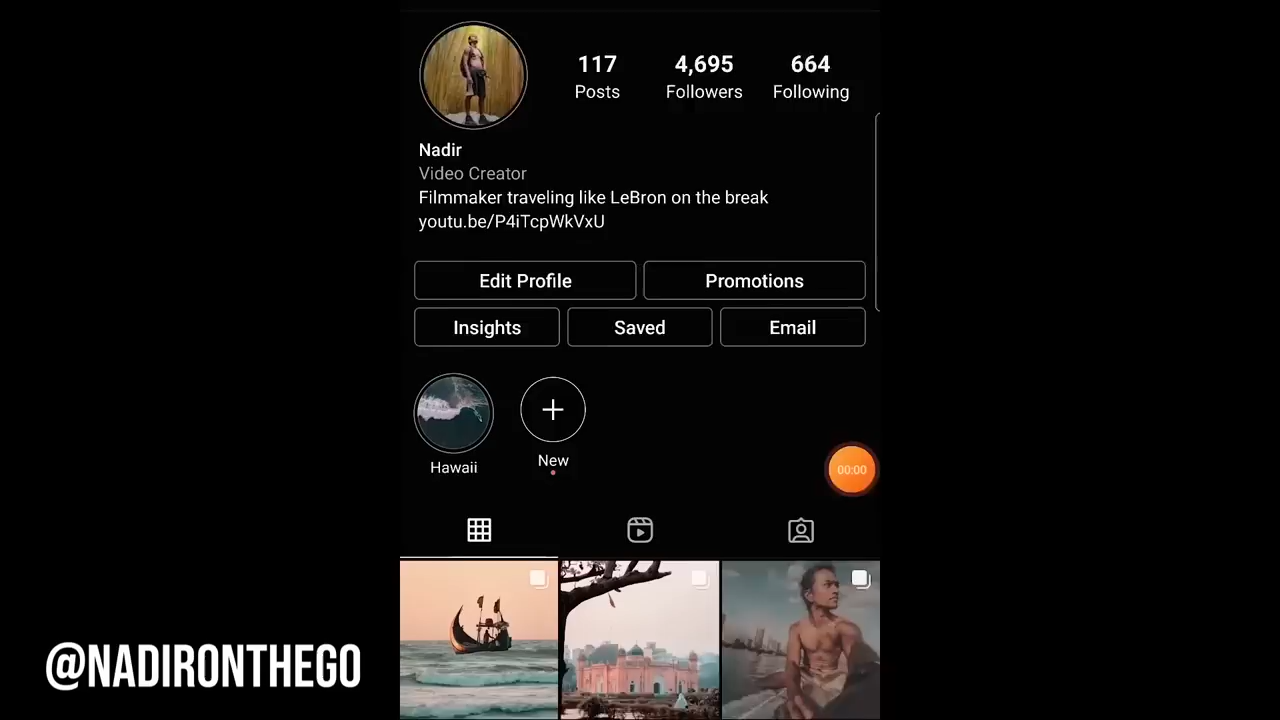 117 4,695 664
Posts Followers Following
Nadir
Video Creator
Filmmaker traveling like LeBron on the break
youtu.be/P4iTcpWkVxU
Edit Profile Promotions
Insights Saved Email
Hawaii New
00:00
@NADIRONTHEGO